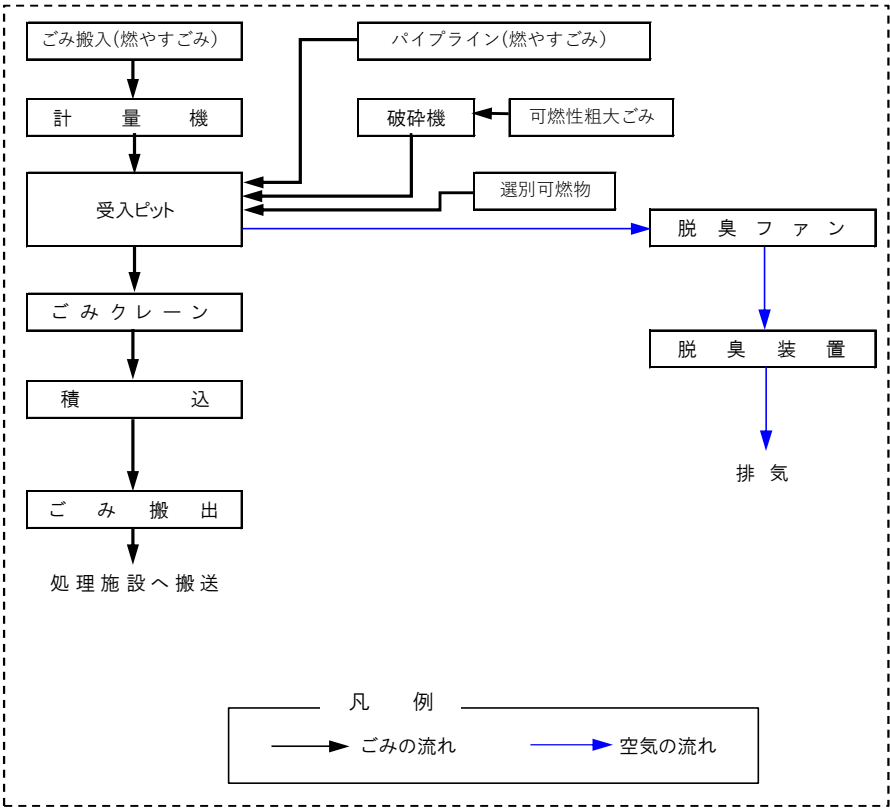 ごみ搬入(燃やすごみ)
パイプライン(燃やすごみ)
計量機
破砕機
可燃性粗大ごみ
受入ピット
選別可燃物
脱臭ファン
ごみクレーン
脱臭装置
積込
排気
ごみ搬出
処理施設へ搬送
凡例
ごみの流れ
空気の流れ